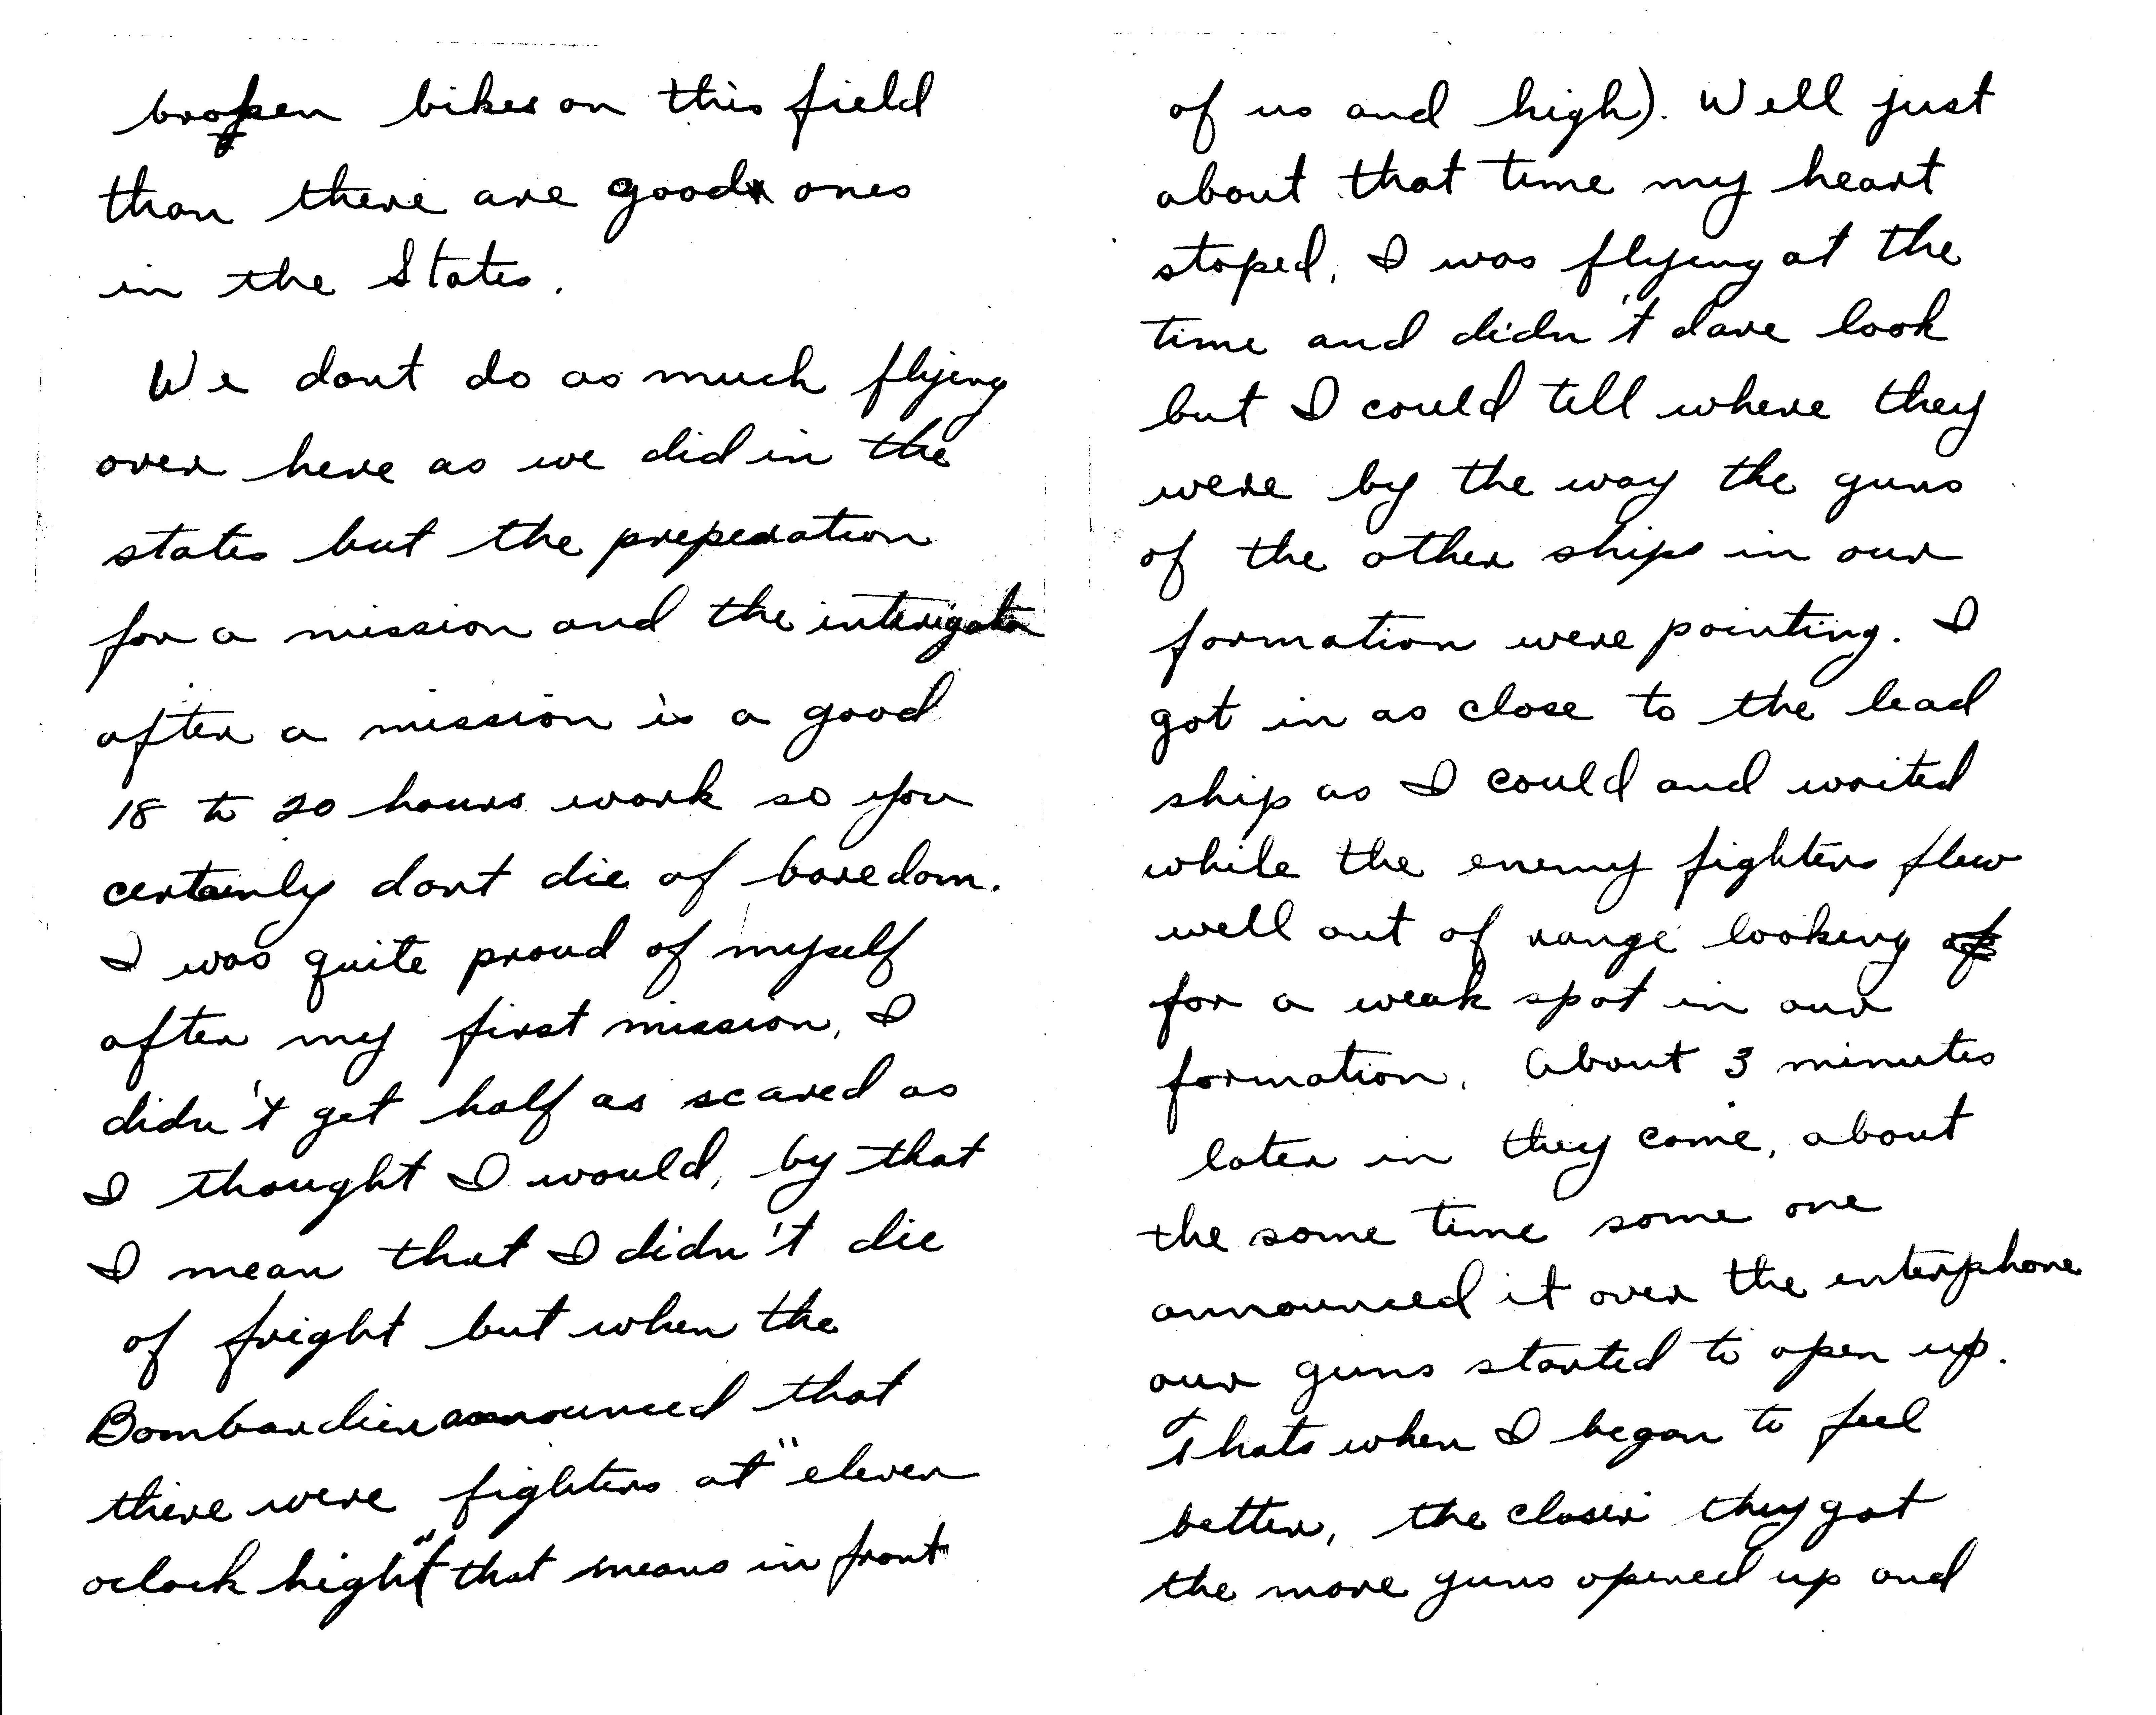 broken bikes on this field
than there are good ones
in the States.
We dont do as much flying
over here as we did in the
states but the preperation
for a mission and the
after a mission is a good
18 to 20 hours work so you
certainly dont die of boredom.
I was quite proud of myself
after my first mission, I
didn't get half as scared as
I thought I would, by that
I mean that I didn't die
of fright but when the
Bombardier announced that
there were fighters at "eleven
oclock hight" (that means in front
of us and high). Well just
about that time my heart
stoped, I was flying at the
time and didn't dare look
but I could tell where they
were by the way the guns
of the other ships in our
formation were pointing. I
got in as close to the lead
ship as I could and waited
while the enemy fighters flew
well out of range looking
for a weak spot in our
formation. About 3 minutes
later in they come, about
the same time some one
announced it over the interphone
our guns started to open up.
Thats when I began to feel
better, the closer they got
the more guns opened up and